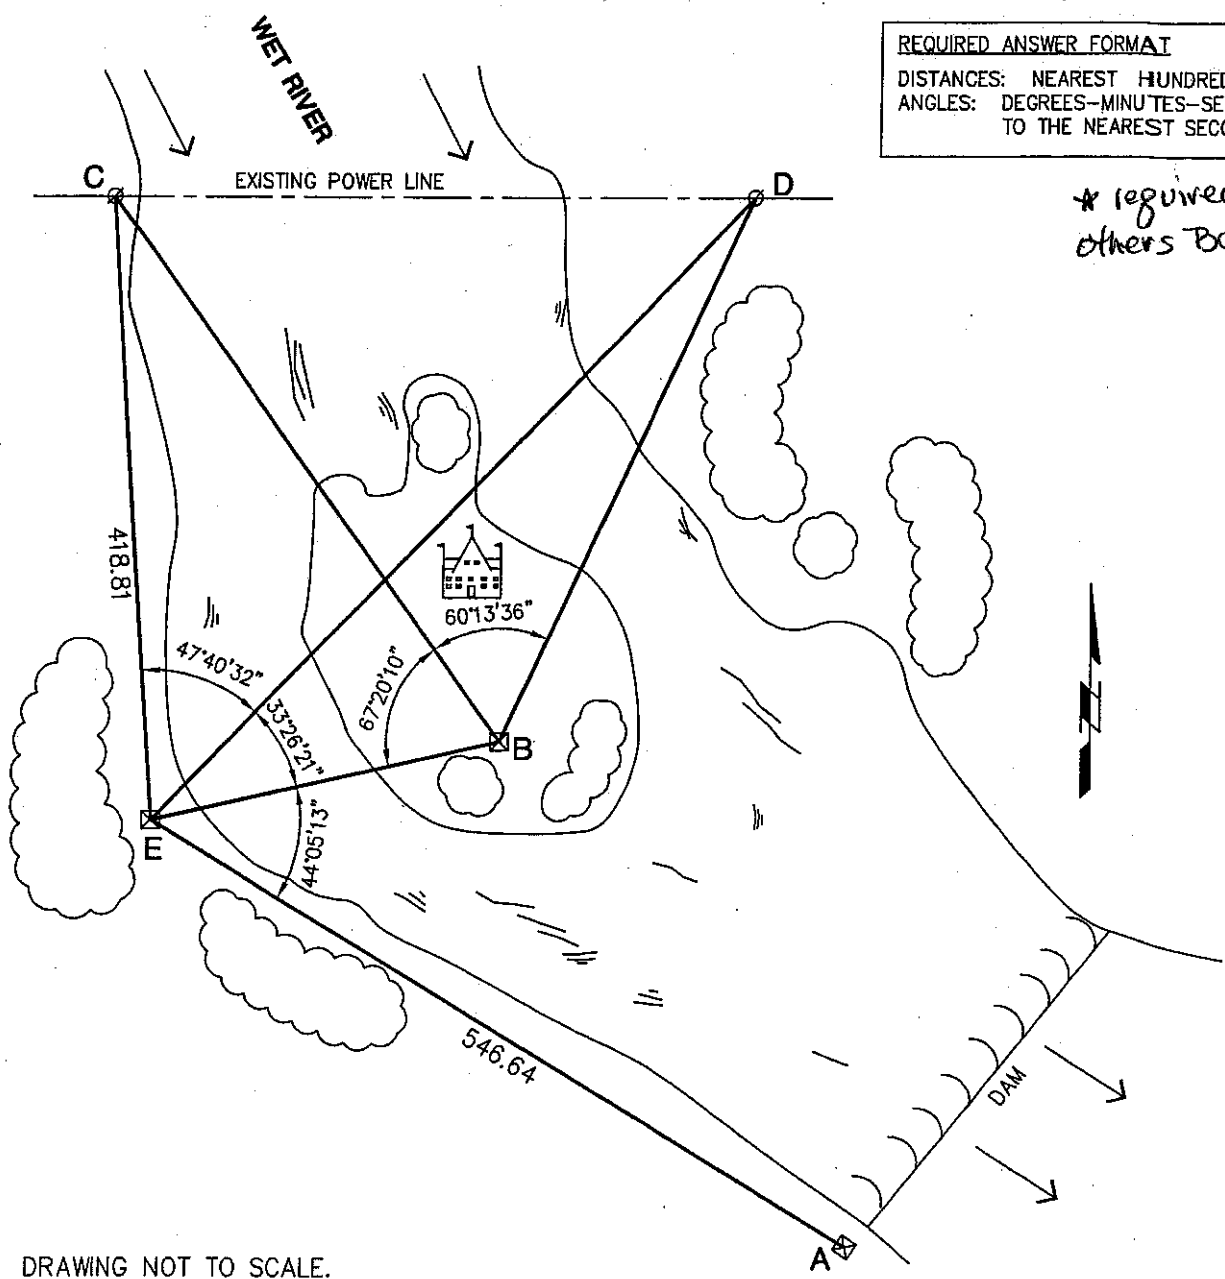 WET RIVER
REQUIRED ANSWER FORMAT
DISTANCES: NEAREST HUNDRED
ANGLES: DEGREES-MINUTES-SE
TO THE NEAREST SECO
C
EXISTING POWER LINE
D
* required
others
418.81
60°13'36"
47°40'32"
67°20'10"
33°26'21"
B
44°05'13"
E
546.64
DAM
A
DRAWING NOT TO SCALE.